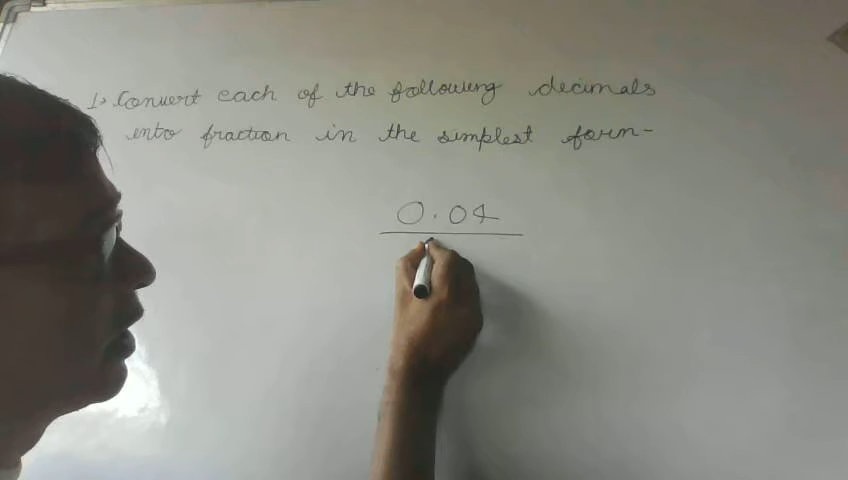 1> Convert each of the following decimals
into fraction in the simplest form-
0.04